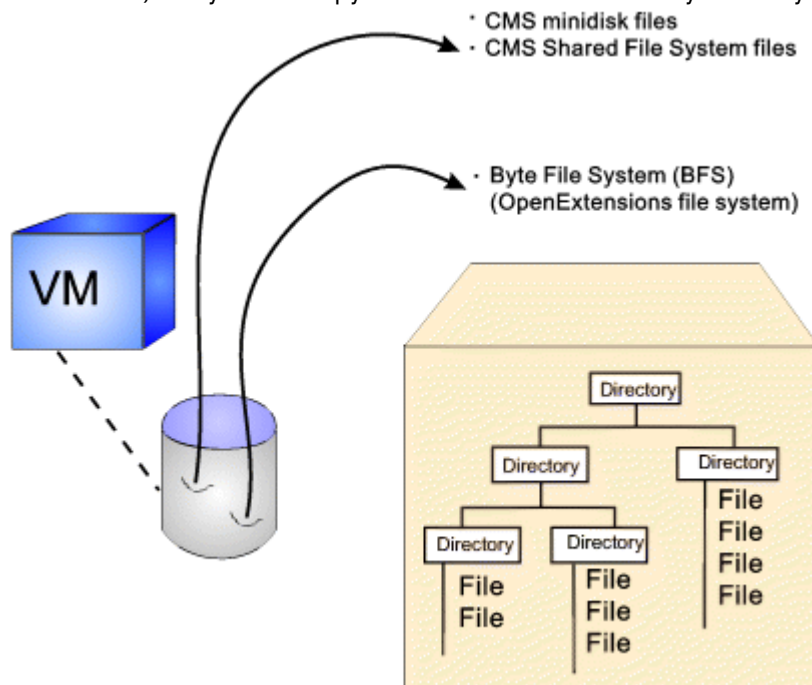 · CMS minidisk files
· CMS Shared File System files
· Byte File System (BFS)
(OpenExtensions file system)
VM
Directory
Directory
Directory
Directory
Directory
File
File
File
File
File
File
File
File
File